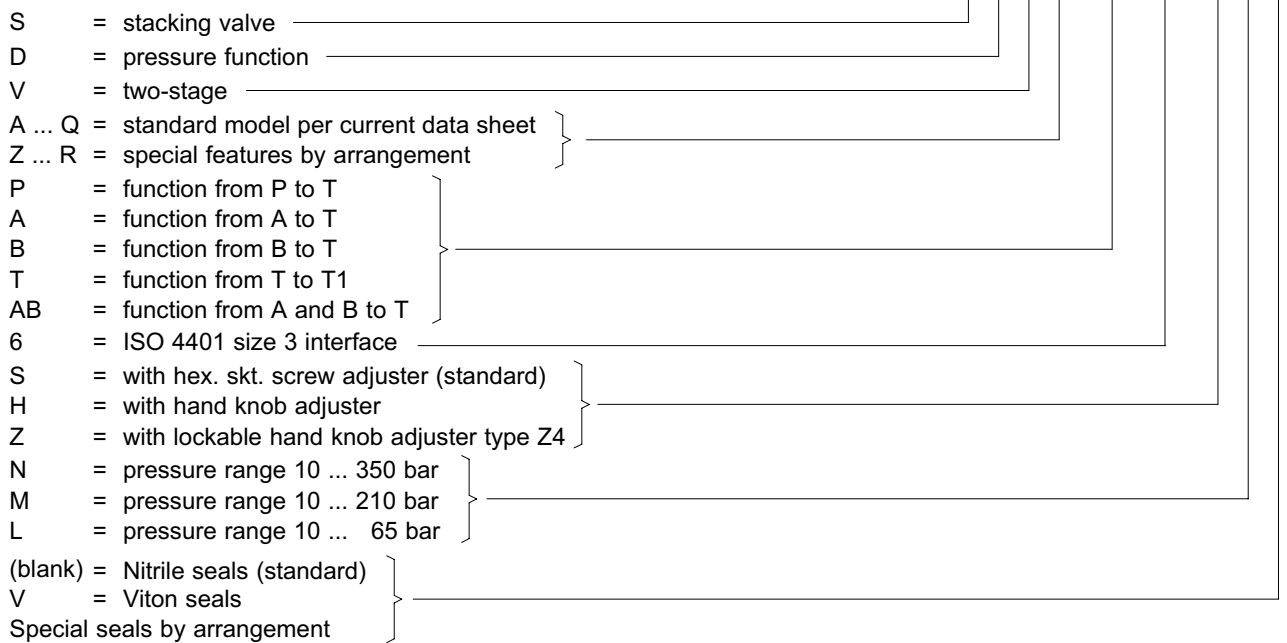 S = stacking valve
D = pressure function
V = two-stage
A ... Q = standard model per current data sheet
Z ... R = special features by arrangement
P = function from P to T
A = function from A to T
B = function from B to T
T = function from T to T1
AB = function from A and B to T
6 = ISO 4401 size 3 interface
S = with hex. skt. screw adjuster (standard)
H = with hand knob adjuster
Z = with lockable hand knob adjuster type Z4
N = pressure range 10 ... 350 bar
M = pressure range 10 ... 210 bar
L = pressure range 10 ... 65 bar
(blank) = Nitrile seals (standard)
V = Viton seals
Special seals by arrangement